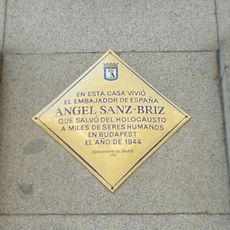 EN ESTA CASA VIVIÓ
EL EMBAJADOR DE ESPAÑA
ANGEL SANZ-BRIZ
QUE SALVÓ DEL HOLOCAUSTO
A MILES DE SERES HUMANOS
EN BUDAPEST
EL AÑO DE 1944
Ayuntamiento de Madrid